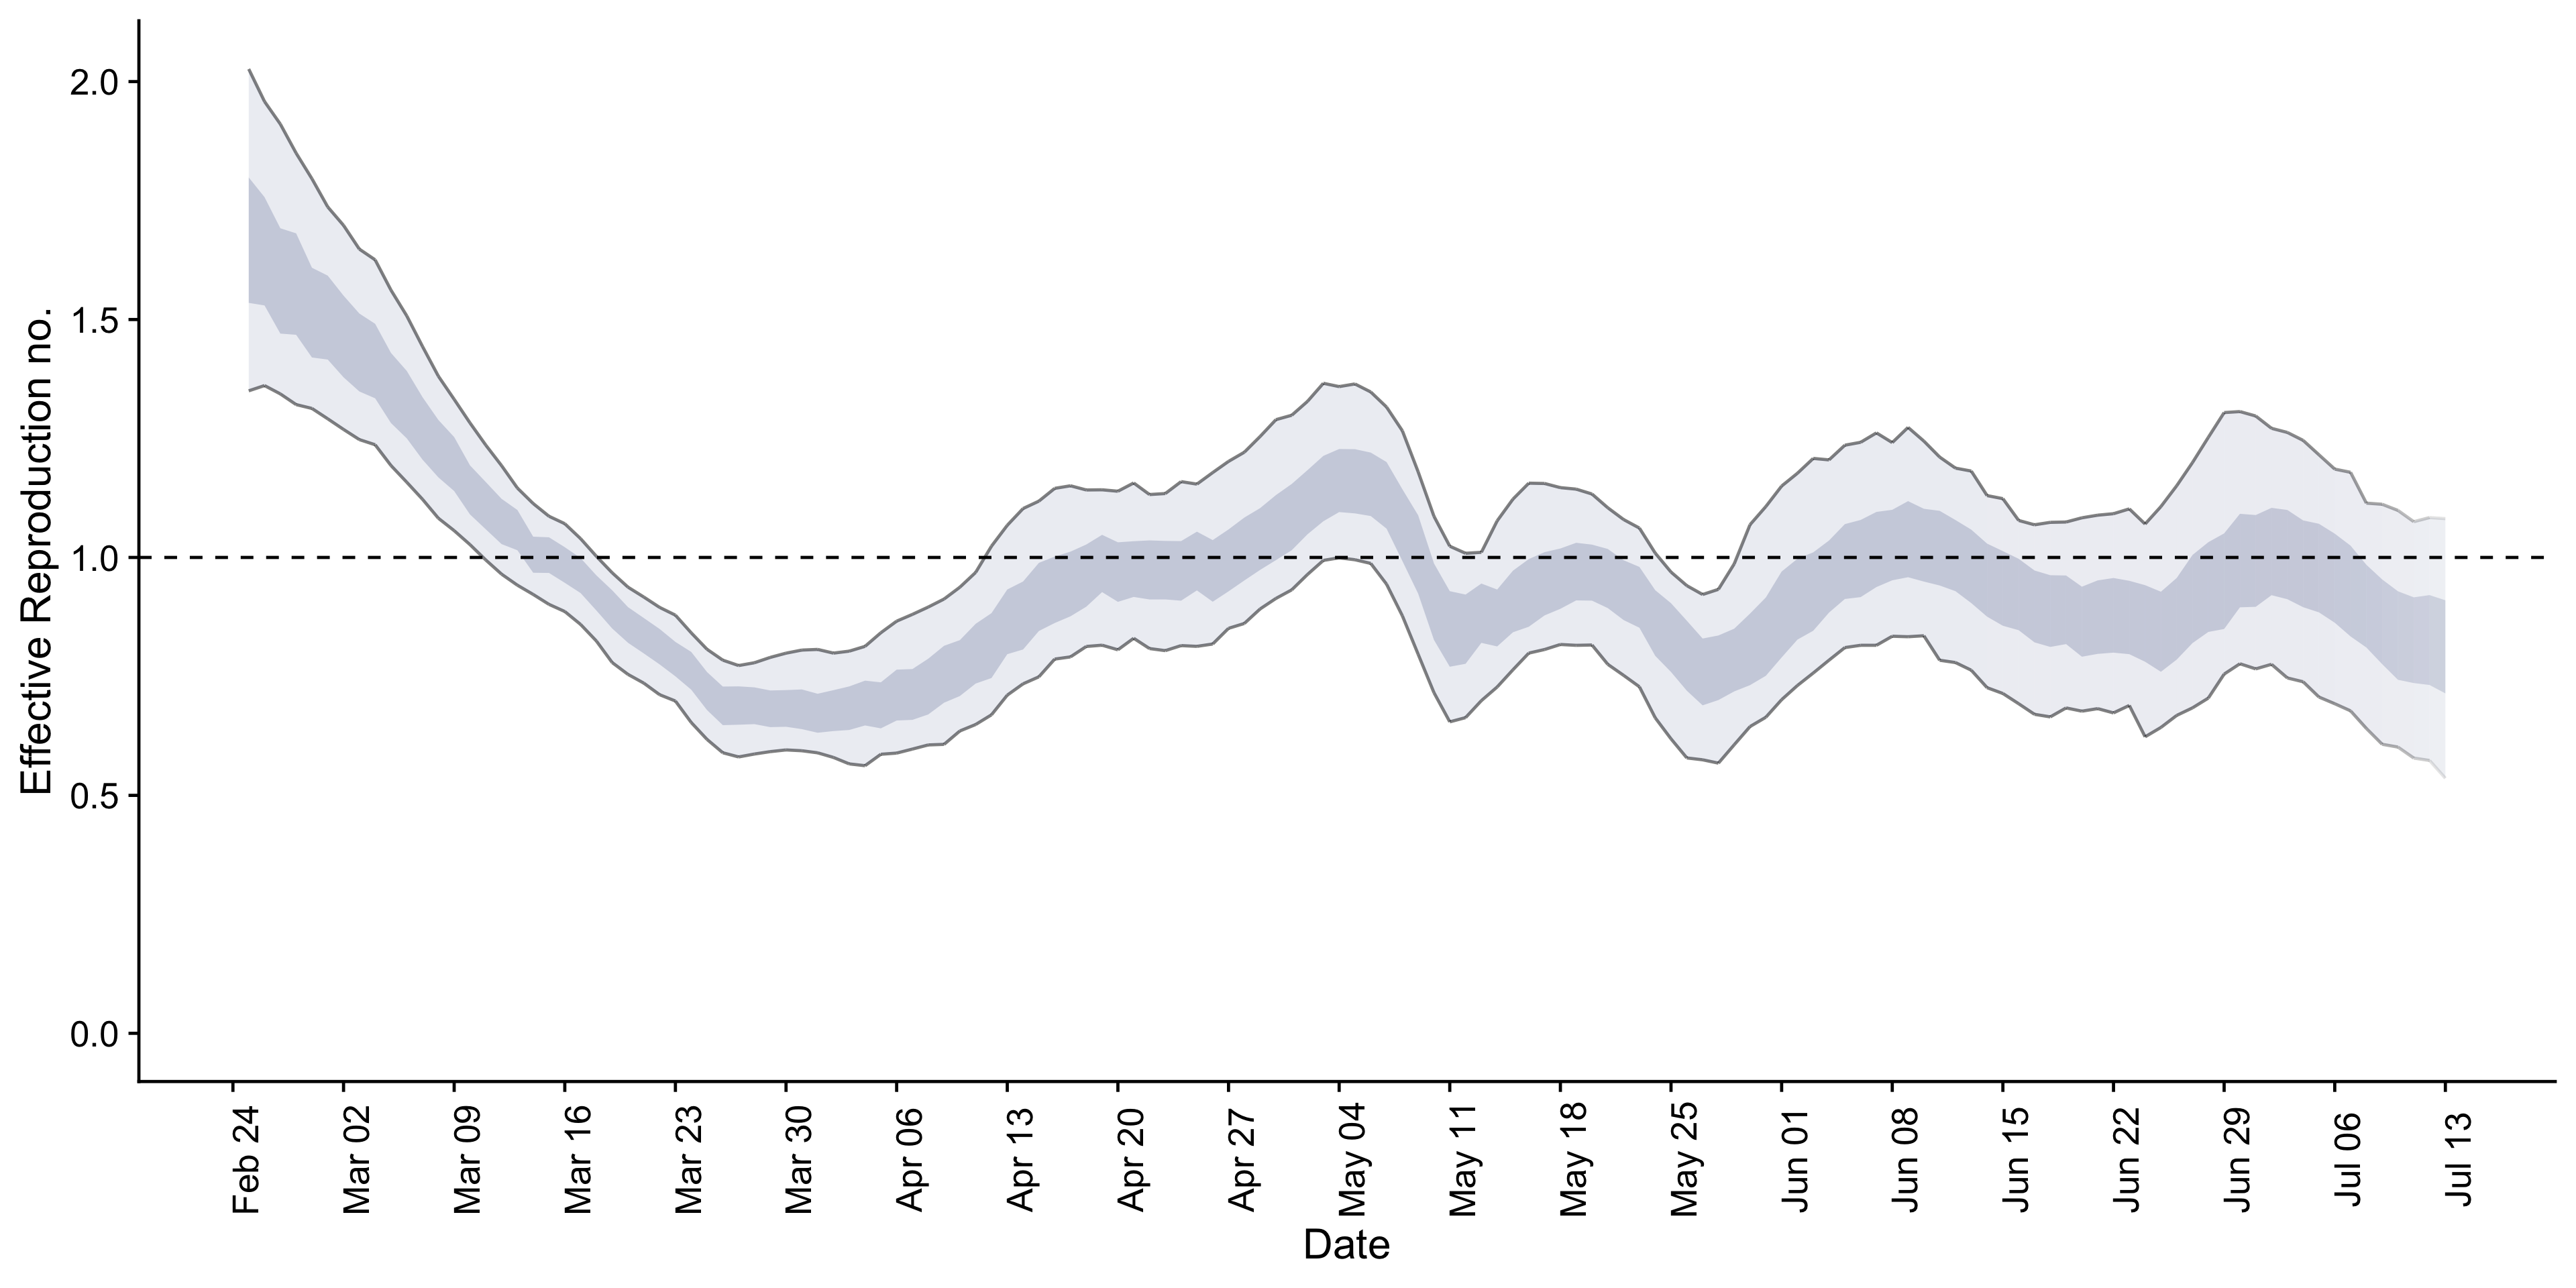 Effective Reproduction no.
2.0
1.5
1.0
0.5
0.0
Feb 24
Mar 02
Mar 09
Mar 16
Mar 23
Mar 30
Apr 06
Apr 13
Apr 20
Apr 27
May 04
May 11
May 18
May 25
Jun 01
Jun 08
Jun 15
Jun 22
Jun 29
Jul 06
Jul 13
Date